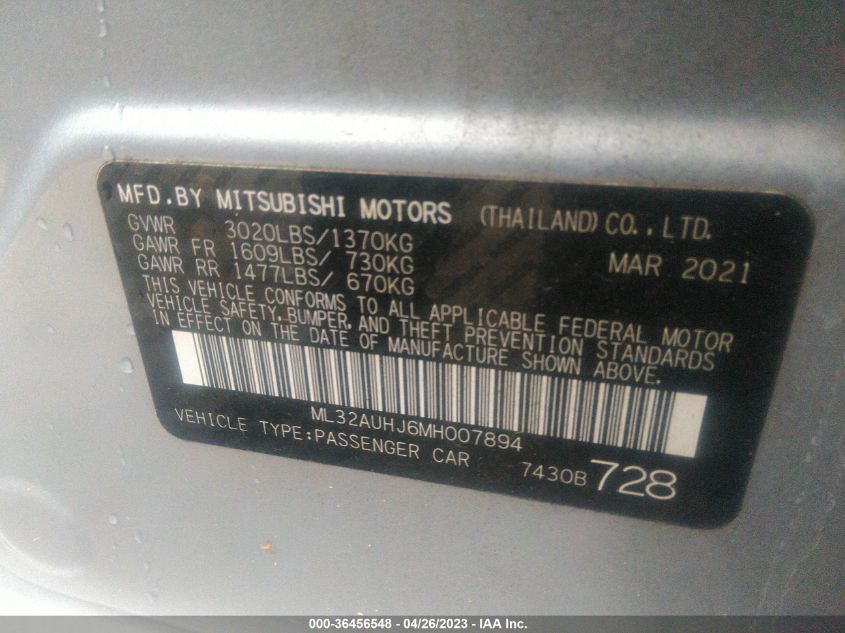 MFD.BY MITSUBISHI MOTORS (THAILAND) CO.,LTD.
GVWR 3020LBS/1370KG MAR 2021
GAWR FR 1609LBS/ 730KG
GAWR RR 1477LBS/ 670KG
THIS VEHICLE CONFORMS TO ALL APPLICABLE FEDERAL MOTOR
VEHICLE SAFETY, BUMPER, AND THEFT PREVENTION STANDARDS
IN EFFECT ON THE DATE OF MANUFACTURE SHOWN ABOVE.
ML32AUHJ6MH007894
VEHICLE TYPE:PASSENGER CAR 7430B 728
000-36456548 - 04/26/2023 - IAA Inc.